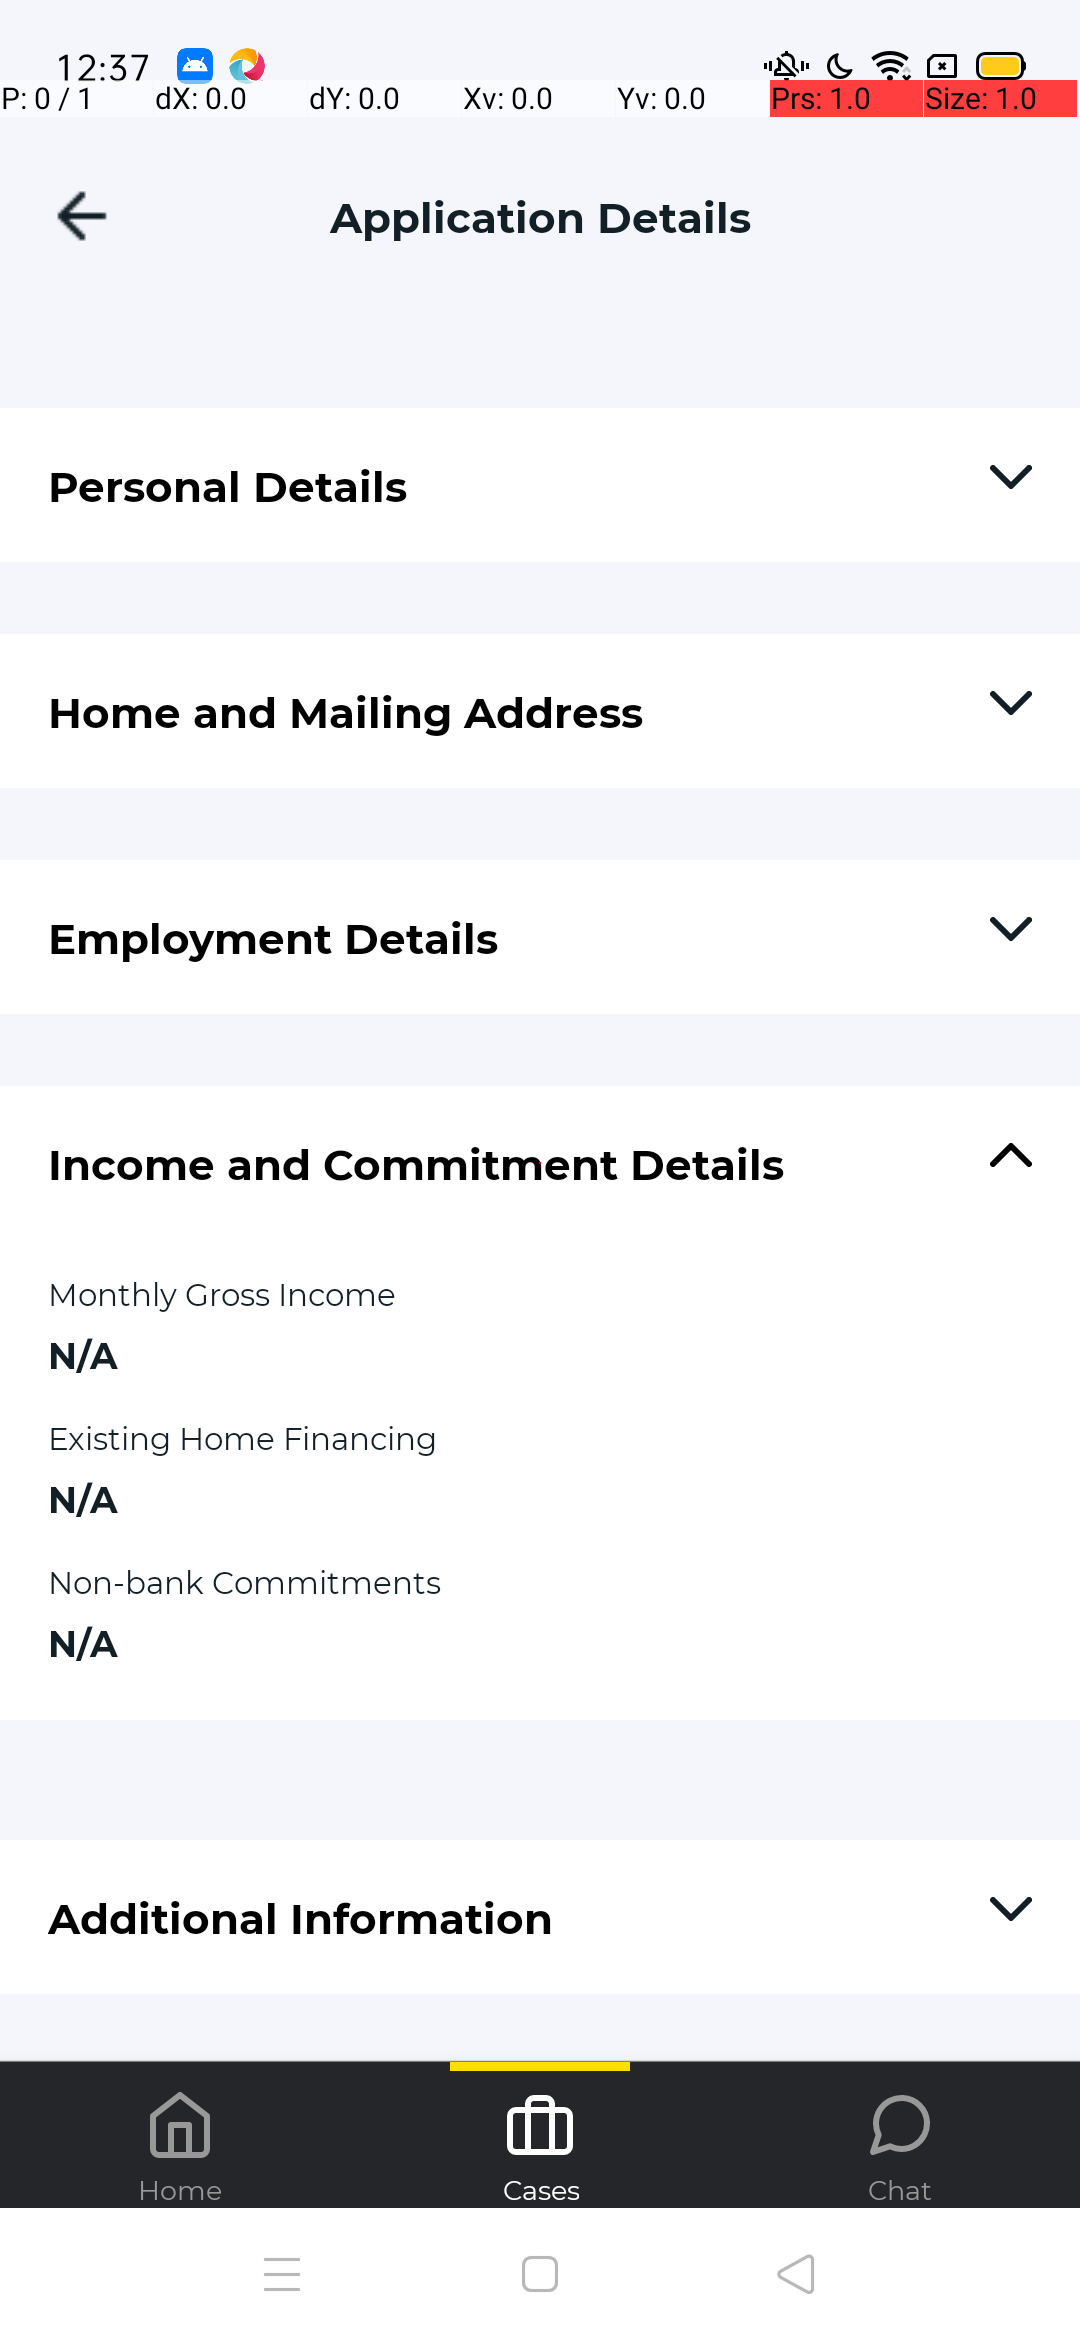 12:37
P: 0 / 1 dX: 0.0 dY: 0.0 Xv: 0.0 Yv: 0.0 Prs: 1.0 Size: 1.0
Application Details
Personal Details
Home and Mailing Address
Employment Details
Income and Commitment Details
Monthly Gross Income
N/A
Existing Home Financing
N/A
Non-bank Commitments
N/A
Additional Information
Home Cases Chat